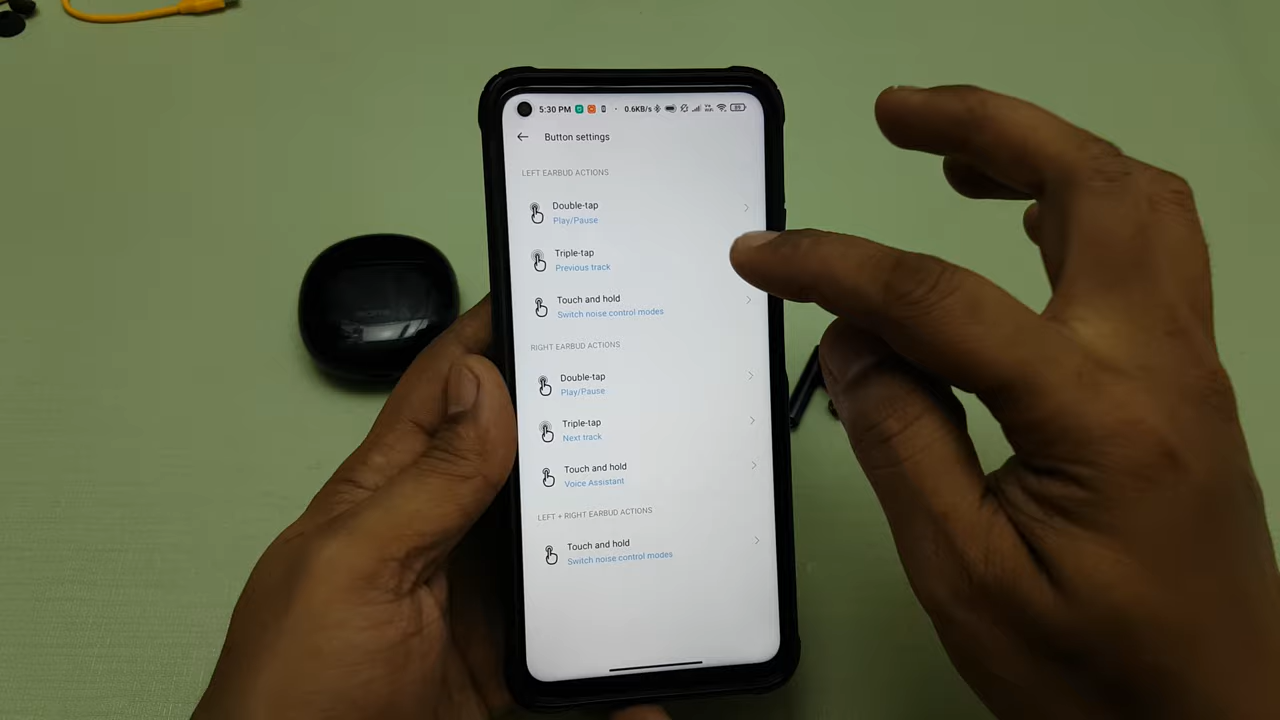 5:30 PM 0.6KB/s 89
Button settings
LEFT EARBUD ACTIONS
Double-tap
Play/Pause
Triple-tap
Previous track
Touch and hold
Switch noise control modes
RIGHT EARBUD ACTIONS
Double-tap
Play/Pause
Triple-tap
Next track
Touch and hold
Voice Assistant
LEFT + RIGHT EARBUD ACTIONS
Touch and hold
Switch noise control modes